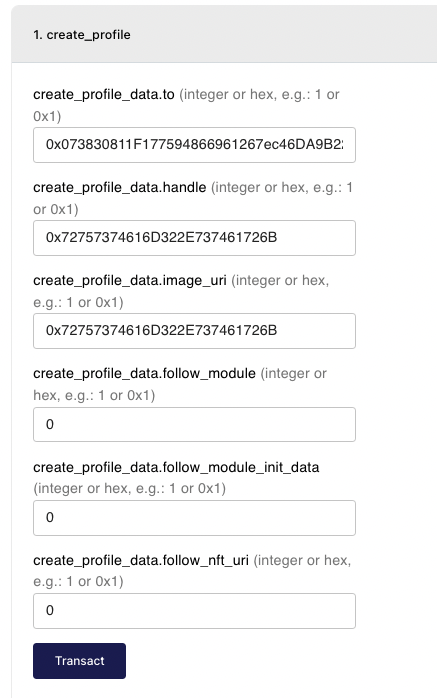 1. create_profile
create_profile_data.to (integer or hex, e.g.: 1 or
0x1)
0x073830811F177594866961267ec46DA9B2
create_profile_data.handle (integer or hex, e.g.: 1
or 0x1)
0x72757374616D322E737461726B
create_profile_data.image_uri (integer or hex,
e.g.: 1 or 0x1)
0x72757374616D322E737461726B
create_profile_data.follow_module (integer or
hex, e.g.: 1 or 0x1)
0
create_profile_data.follow_module_init_data
(integer or hex, e.g.: 1 or 0x1)
0
create_profile_data.follow_nft_uri (integer or hex,
e.g.: 1 or 0x1)
0
Transact